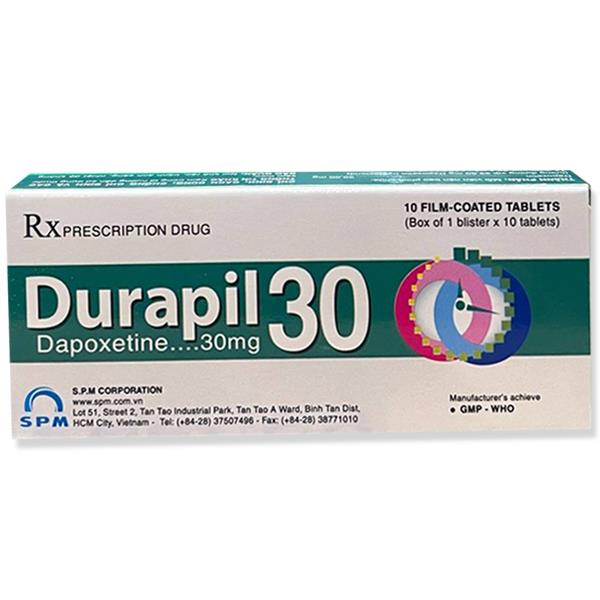 Rx PRESCRIPTION DRUG
10 FILM-COATED TABLETS
(Box of 1 blister x 10 tablets)
Durapil 30
Dapoxetine....30mg
SPM
S.P.M CORPORATION
www.spm.com.vn
Lot 51, Street 2, Tan Tao Industrial Park, Tan Tao A Ward, Binh Tan Dist,
HCM City, Vietnam - Tel: (+84-28) 37507496 - Fax: (+84-28) 38771010
Manufacturer's achieve
• GMP - WHO